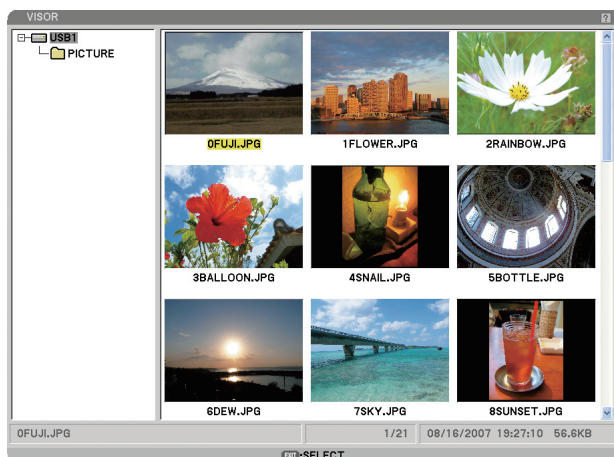 VISOR
?
USB1
PICTURE
0FUJI.JPG
1FLOWER.JPG
2RAINBOW.JPG
3BALLOON.JPG
4SNAIL.JPG
5BOTTLE.JPG
6DEW.JPG
7SKY.JPG
8SUNSET.JPG
0FUJI.JPG 1/21 08/16/2007 19:27:10 56.6KB
EXIT:SELECT